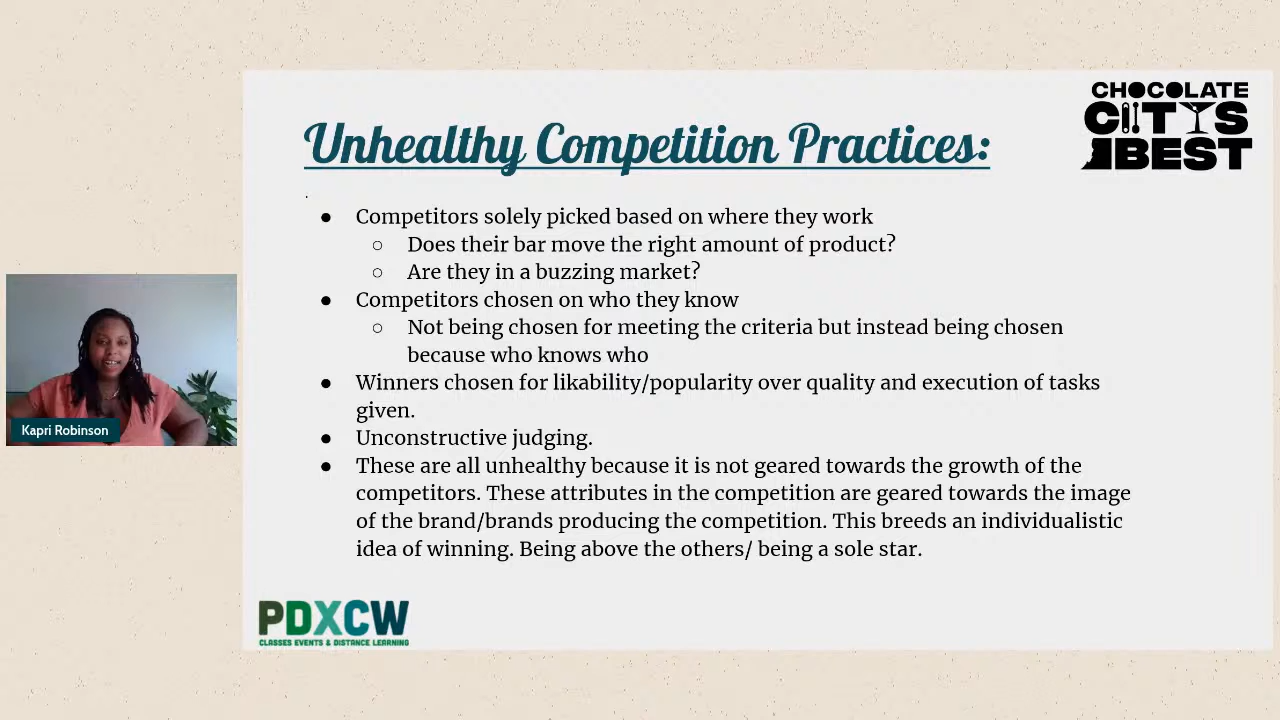 CHOCOLATE
CITY'S
BEST
Unhealthy Competition Practices:
● Competitors solely picked based on where they work
○ Does their bar move the right amount of product?
○ Are they in a buzzing market?
● Competitors chosen on who they know
○ Not being chosen for meeting the criteria but instead being chosen
because who knows who
● Winners chosen for likability/popularity over quality and execution of tasks
given.
● Unconstructive judging.
● These are all unhealthy because it is not geared towards the growth of the
competitors. These attributes in the competition are geared towards the image
of the brand/brands producing the competition. This breeds an individualistic
idea of winning. Being above the others/ being a sole star.
Kapri Robinson
PDXCW
CLASSES EVENTS & DISTANCE LEARNING